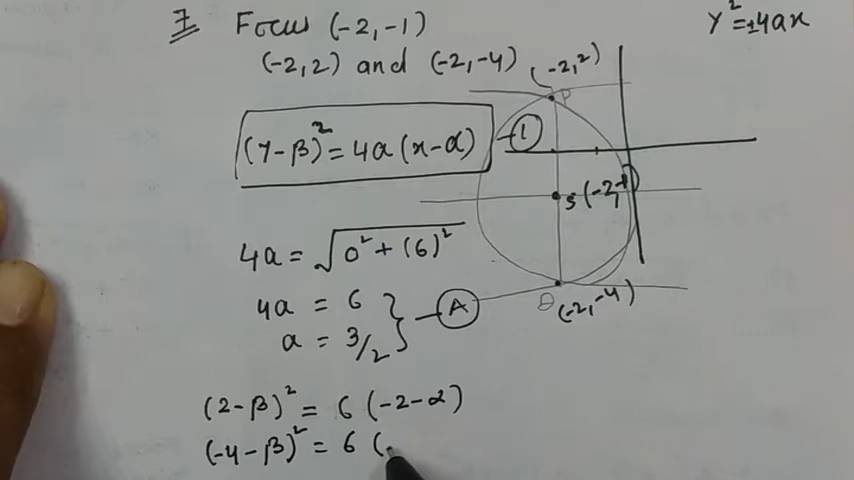 7 Focus (-2,-1)
y² = ±4ax
(-2,2) and (-2,-4)
(-2,2)
P
(y-β)² = 4a(x-α) - 1
S(-2,-1)
4a = √0² + (6)²
4a = 6
a = 3/2
A
(-2,-4)
(2-β)² = 6(-2-α)
(-4-β)² = 6(